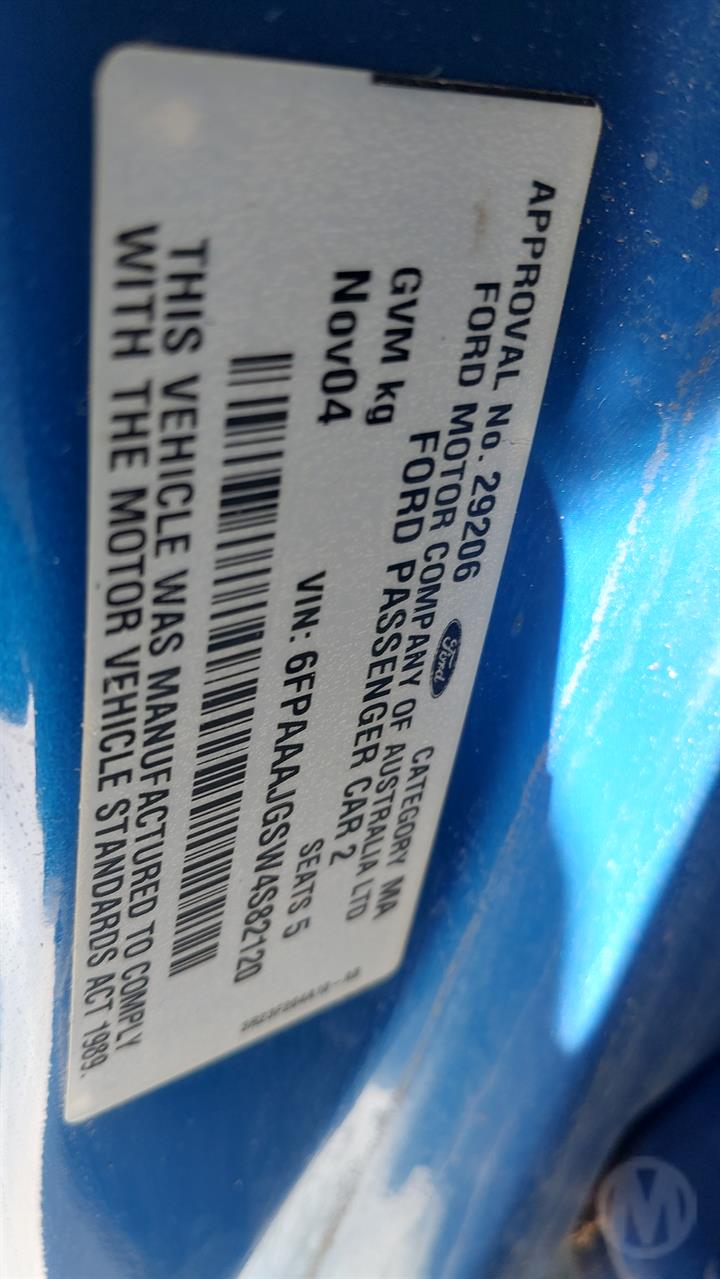 APPROVAL No. 29206 Ford CATEGORY MA
FORD MOTOR COMPANY OF AUSTRALIA LTD
FORD PASSENGER CAR 2
GVM kg
Nov04 SEATS 5
VIN: 6FPAAAJGSW4S82120
THIS VEHICLE WAS MANUFACTURED TO COMPLY
WITH THE MOTOR VEHICLE STANDARDS ACT 1989.
M